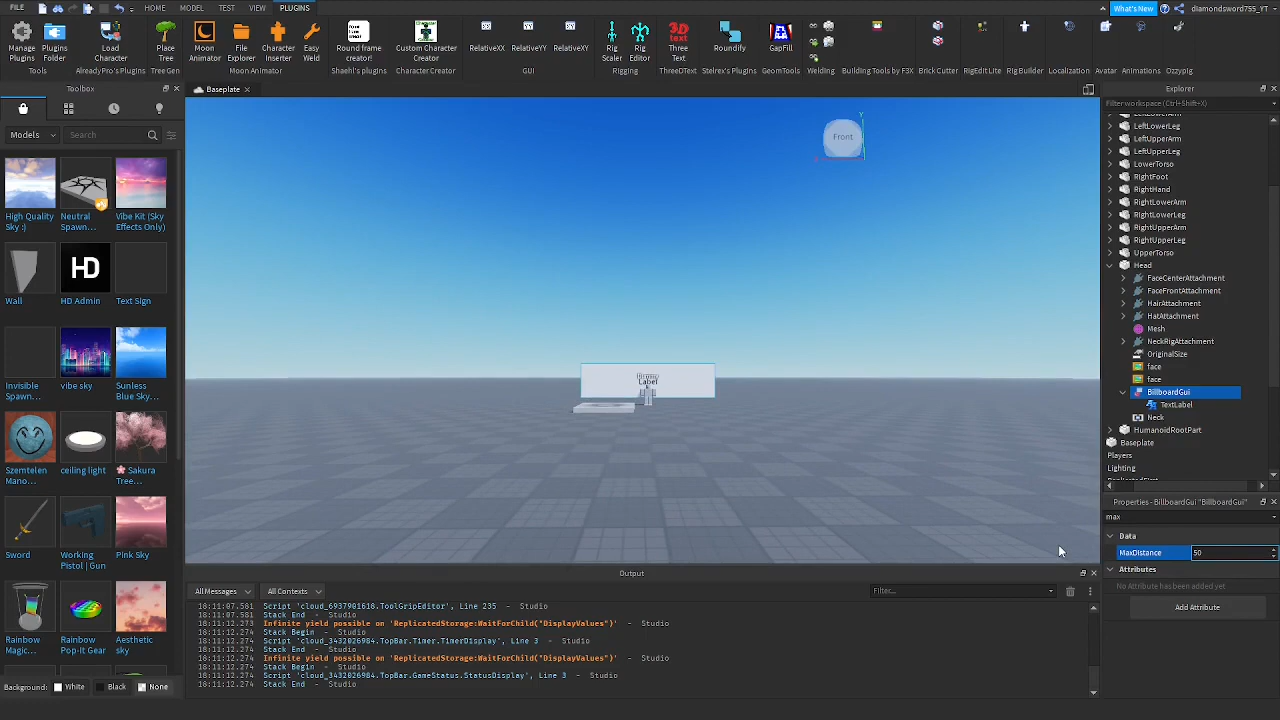 FILE HOME MODEL TEST VIEW PLUGINS What's New diamondsword755_YT
Manage Plugins Plugins Folder Load Character Place Tree Moon Animator File Explorer Character Inserter Easy Weld Round frame creator! Custom Character Creator RelativeXX RelativeYY RelativeXY Rig Scaler Rig Editor Three Text Roundify GapFill
Tools AlreadyPro's Plugins Tree Gen Moon Animator Shaehl's plugins CharacterCreator GUI Rigging ThreeDText Stelrex's Plugins GeomTools Welding Building Tools by F3X Brick Cutter RigEdit Lite Rig Builder Localization Avatar Animations Ozzypig
Toolbox
Models Search
High Quality Sky :) Neutral Spawn... Vibe Kit (Sky Effects Only)
Wall HD Admin Text Sign
Invisible Spawn... vibe sky Sunless Blue Sky...
Szemtelen Mano... ceiling light 🌸 Sakura Tree...
Sword Working Pistol | Gun Pink Sky
Rainbow Magic... Rainbow Pop-It Gear Aesthetic sky
Background: White Black None
Baseplate
Front
Y
Label
Output
All Messages All Contexts Filter...
18:11:07.581 Script 'cloud_6937901618.ToolGripEditor', Line 235 - Studio
18:11:07.581 Stack End - Studio
18:11:12.273 Infinite yield possible on 'ReplicatedStorage:WaitForChild("DisplayValues")' - Studio
18:11:12.274 Stack Begin - Studio
18:11:12.274 Script 'cloud_3432026984.TopBar.Timer.TimerDisplay', Line 3 - Studio
18:11:12.274 Stack End - Studio
18:11:12.274 Infinite yield possible on 'ReplicatedStorage:WaitForChild("DisplayValues")' - Studio
18:11:12.274 Stack Begin - Studio
18:11:12.274 Script 'cloud_3432026984.TopBar.GameStatus.StatusDisplay', Line 3 - Studio
18:11:12.274 Stack End - Studio
Explorer
Filter workspace (Ctrl+Shift+X)
LeftLowerLeg
LeftUpperArm
LeftUpperLeg
LowerTorso
RightFoot
RightHand
RightLowerArm
RightLowerLeg
RightUpperArm
RightUpperLeg
UpperTorso
Head
FaceCenterAttachment
FaceFrontAttachment
HairAttachment
HatAttachment
Mesh
NeckRigAttachment
OriginalSize
face
face
BillboardGui
TextLabel
Neck
HumanoidRootPart
Baseplate
Players
Lighting
Properties - BillboardGui "BillboardGui"
max
Data
MaxDistance 50
Attributes
No Attribute has been added yet
Add Attribute